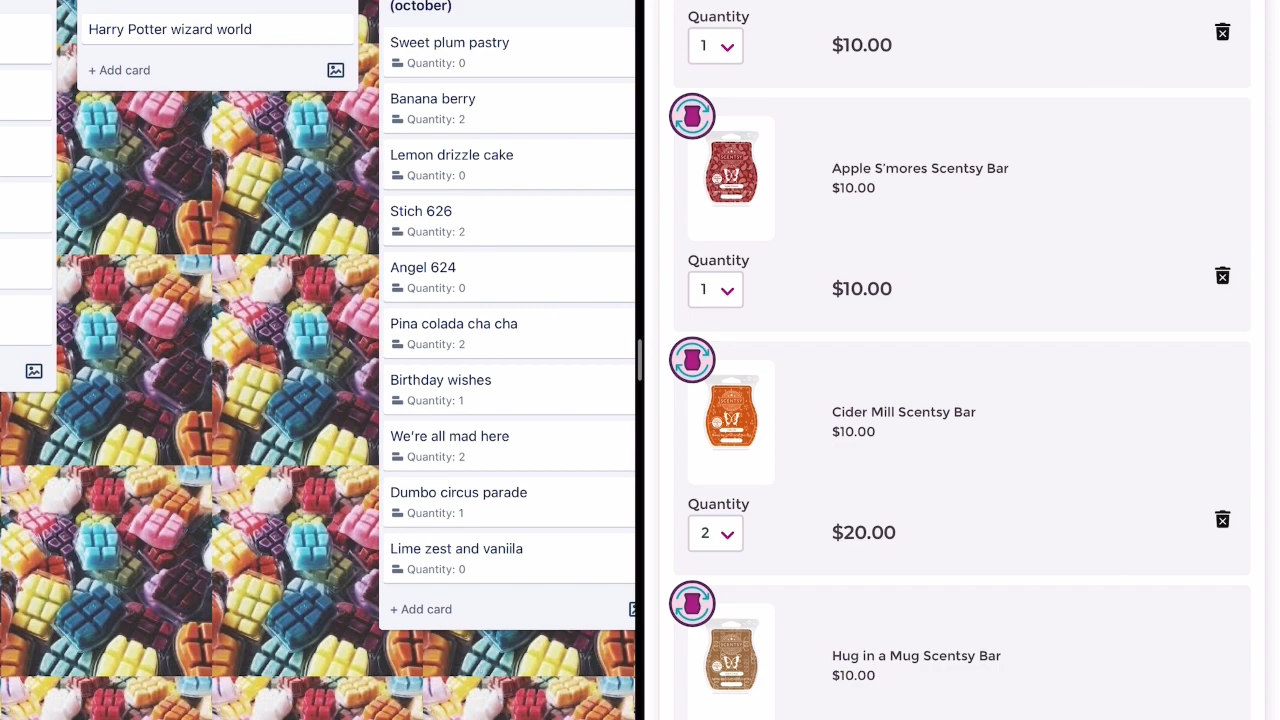 Harry Potter wizard world
+ Add card
(october)
Sweet plum pastry
Quantity: 0
Banana berry
Quantity: 2
Lemon drizzle cake
Quantity: 0
Stich 626
Quantity: 2
Angel 624
Quantity: 0
Pina colada cha cha
Quantity: 2
Birthday wishes
Quantity: 1
We're all mad here
Quantity: 2
Dumbo circus parade
Quantity: 1
Lime zest and vaniila
Quantity: 0
+ Add card
Quantity
1
$10.00
SCENTSY
Apple S'mores Scentsy Bar
$10.00
Quantity
1
$10.00
SCENTSY
Cider Mill Scentsy Bar
$10.00
Quantity
2
$20.00
SCENTSY
Hug in a Mug Scentsy Bar
$10.00